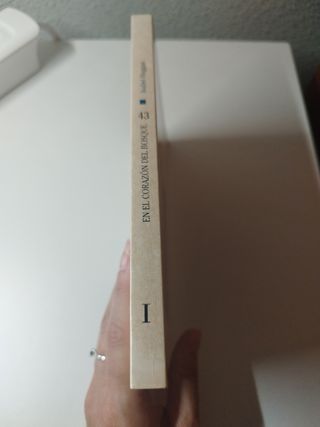 EN EL CORAZÓN DEL BOSQUE
43
I